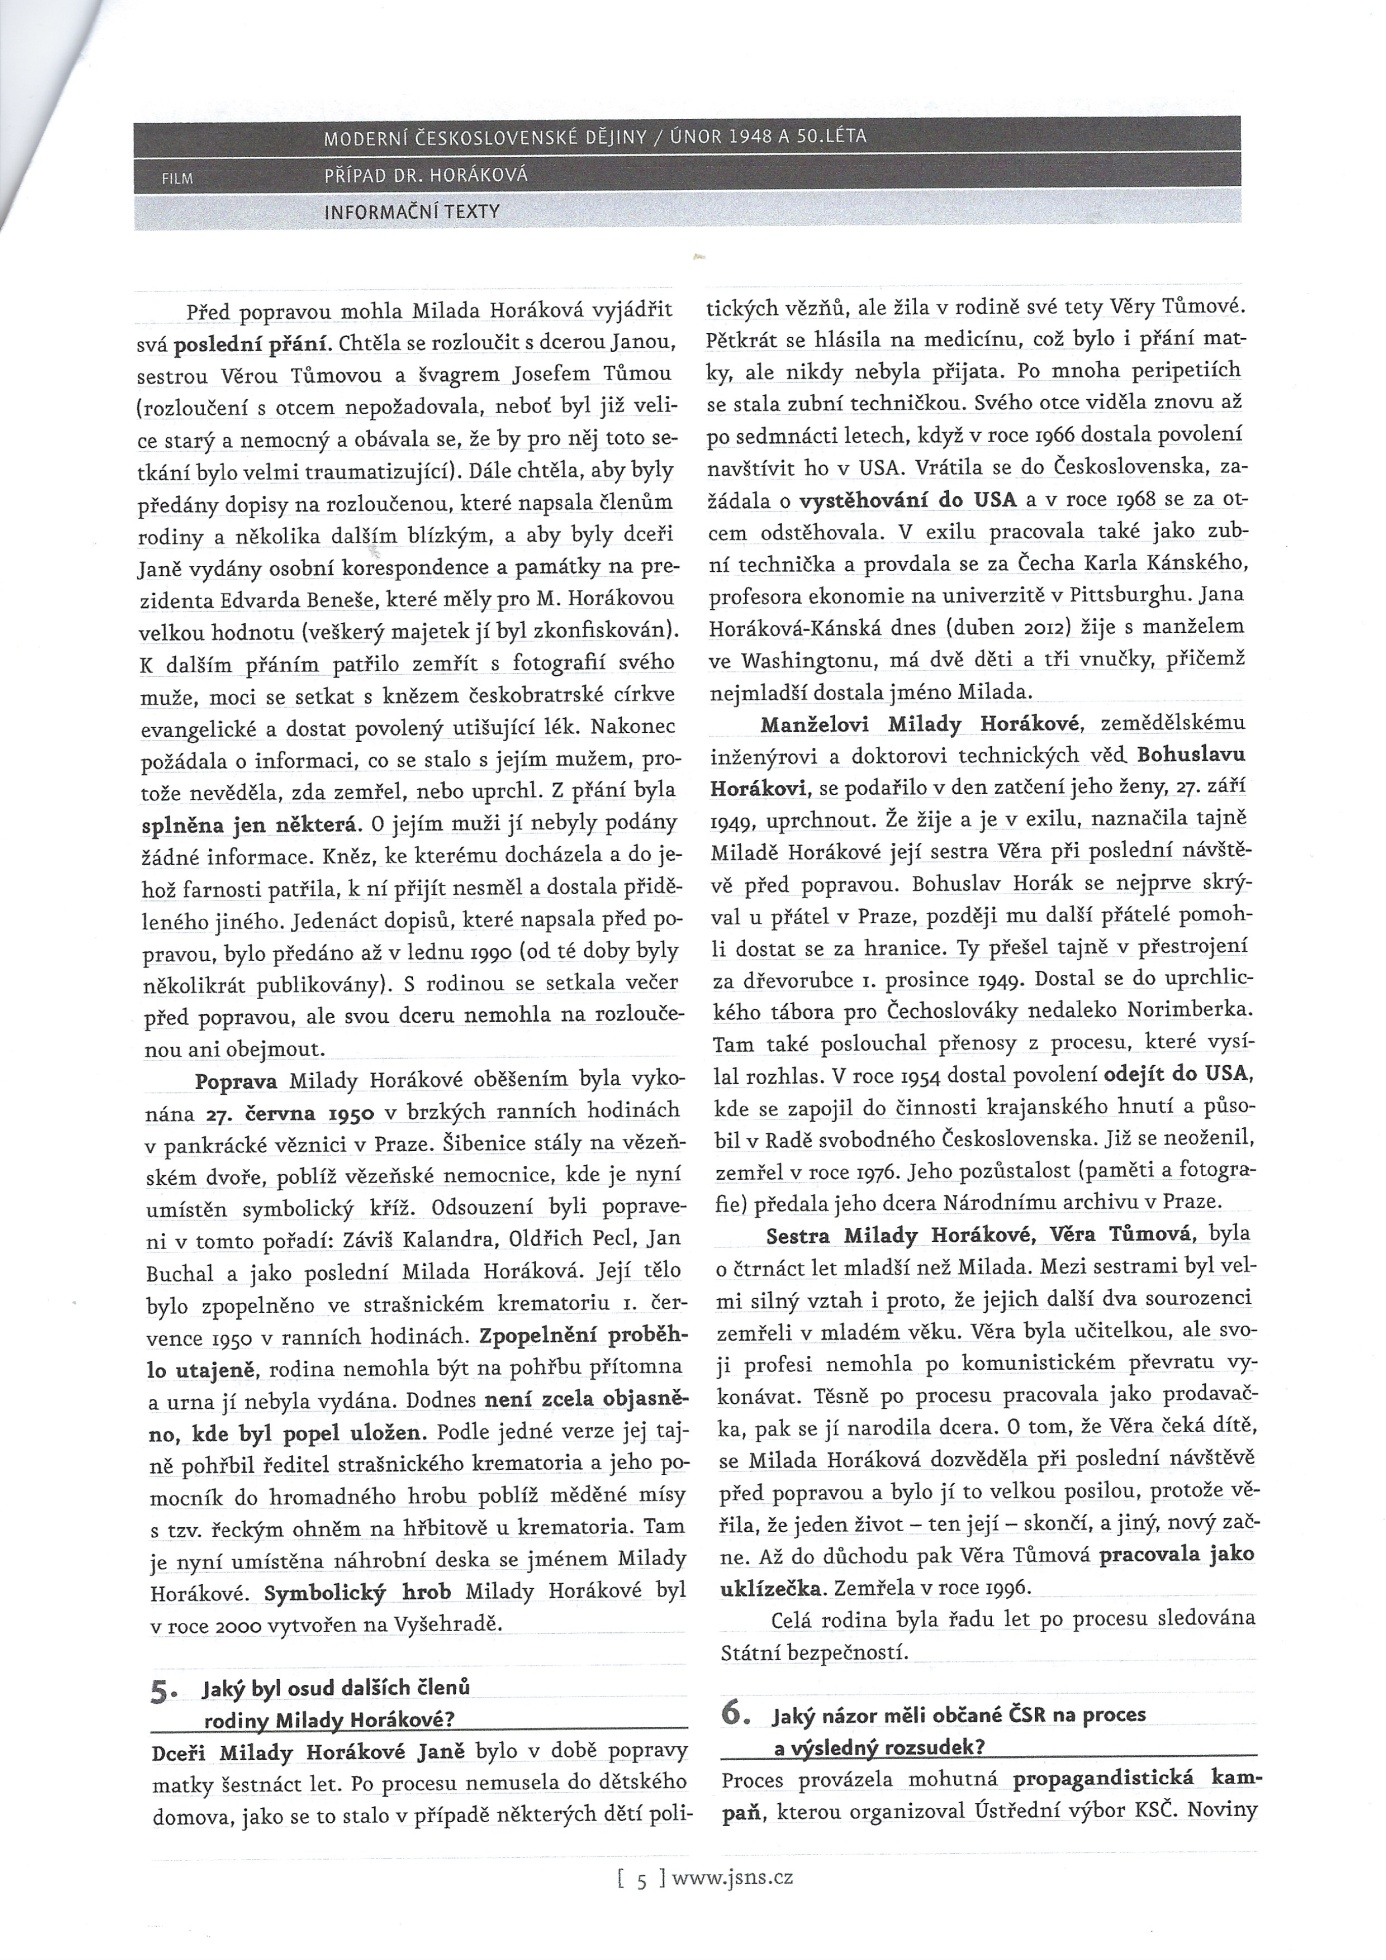 MODERNÍ ČESKOSLOVENSKÉ DĚJINY / ÚNOR 1948 A 50.LÉTA
FILM PŘÍPAD DR. HORÁKOVÁ
INFORMAČNÍ TEXTY
Před popravou mohla Milada Horáková vyjádřit
svá poslední přání. Chtěla se rozloučit s dcerou Janou,
sestrou Věrou Tůmovou a švagrem Josefem Tůmou
(rozloučení s otcem nepožadovala, neboť byl již veli-
ce starý a nemocný a obávala se, že by pro něj toto se-
tkání bylo velmi traumatizující). Dále chtěla, aby byly
předány dopisy na rozloučenou, které napsala členům
rodiny a několika dalším blízkým, a aby byly dceři
Janě vydány osobní korespondence a památky na pre-
zidenta Edvarda Beneše, které měly pro M. Horákovou
velkou hodnotu (veškerý majetek jí byl zkonfiskován).
K dalším přáním patřilo zemřít s fotografií svého
muže, moci se setkat s knězem českobratrské církve
evangelické a dostat povolený utišující lék. Nakonec
požádala o informaci, co se stalo s jejím mužem, pro-
tože nevěděla, zda zemřel, nebo uprchl. Z přání byla
splněna jen některá. O jejím muži jí nebyly podány
žádné informace. Kněz, ke kterému docházela a do je-
hož farnosti patřila, k ní přijít nesměl a dostala přidě-
leného jiného. Jedenáct dopisů, které napsala před po-
pravou, bylo předáno až v lednu 1990 (od té doby byly
několikrát publikovány). S rodinou se setkala večer
před popravou, ale svou dceru nemohla na rozlouče-
nou ani obejmout.
Poprava Milady Horákové oběšením byla vyko-
nána 27. června 1950 v brzkých ranních hodinách
v pankrácké věznici v Praze. Šibenice stály na vězeň-
ském dvoře, poblíž vězeňské nemocnice, kde je nyní
umístěn symbolický kříž. Odsouzení byli poprave-
ni v tomto pořadí: Záviš Kalandra, Oldřich Pecl, Jan
Buchal a jako poslední Milada Horáková. Její tělo
bylo zpopelněno ve strašnickém krematoriu 1. čer-
vence 1950 v ranních hodinách. Zpopelnění proběh-
lo utajeně, rodina nemohla být na pohřbu přítomna
a urna jí nebyla vydána. Dodnes není zcela objasně-
no, kde byl popel uložen. Podle jedné verze jej taj-
ně pohřbil ředitel strašnického krematoria a jeho po-
mocník do hromadného hrobu poblíž měděné mísy
s tzv. řeckým ohněm na hřbitově u krematoria. Tam
je nyní umístěna náhrobní deska se jménem Milady
Horákové. Symbolický hrob Milady Horákové byl
v roce 2000 vytvořen na Vyšehradě.
5. Jaký byl osud dalších členů
rodiny Milady Horákové?
Dceři Milady Horákové Janě bylo v době popravy
matky šestnáct let. Po procesu nemusela do dětského
domova, jako se to stalo v případě některých dětí poli-
tických vězňů, ale žila v rodině své tety Věry Tůmové.
Pětkrát se hlásila na medicínu, což bylo i přání mat-
ky, ale nikdy nebyla přijata. Po mnoha peripetiích
se stala zubní techničkou. Svého otce viděla znovu až
po sedmnácti letech, když v roce 1966 dostala povolení
navštívit ho v USA. Vrátila se do Československa, za-
žádala o vystěhování do USA a v roce 1968 se za ot-
cem odstěhovala. V exilu pracovala také jako zub-
ní technička a provdala se za Čecha Karla Kánského,
profesora ekonomie na univerzitě v Pittsburghu. Jana
Horáková-Kánská dnes (duben 2012) žije s manželem
ve Washingtonu, má dvě děti a tři vnučky, přičemž
nejmladší dostala jméno Milada.
Manželovi Milady Horákové, zemědělskému
inženýrovi a doktorovi technických věd Bohuslavu
Horákovi, se podařilo v den zatčení jeho ženy, 27. září
1949, uprchnout. Že žije a je v exilu, naznačila tajně
Miladě Horákové její sestra Věra při poslední návště-
vě před popravou. Bohuslav Horák se nejprve skrý-
val u přátel v Praze, později mu další přátelé pomoh-
li dostat se za hranice. Ty přešel tajně v přestrojení
za dřevorubce 1. prosince 1949. Dostal se do uprchlic-
kého tábora pro Čechoslováky nedaleko Norimberka.
Tam také poslouchal přenosy z procesu, které vysí-
lal rozhlas. V roce 1954 dostal povolení odejít do USA,
kde se zapojil do činnosti krajanského hnutí a půso-
bil v Radě svobodného Československa. Již se neoženil,
zemřel v roce 1976. Jeho pozůstalost (paměti a fotogra-
fie) předala jeho dcera Národnímu archivu v Praze.
Sestra Milady Horákové, Věra Tůmová, byla
o čtrnáct let mladší než Milada. Mezi sestrami byl vel-
mi silný vztah i proto, že jejich další dva sourozenci
zemřeli v mladém věku. Věra byla učitelkou, ale svo-
ji profesi nemohla po komunistickém převratu vy-
konávat. Těsně po procesu pracovala jako prodavač-
ka, pak se jí narodila dcera. O tom, že Věra čeká dítě,
se Milada Horáková dozvěděla při poslední návštěvě
před popravou a bylo jí to velkou posilou, protože vě-
řila, že jeden život – ten její – skončí, a jiný, nový zač-
ne. Až do důchodu pak Věra Tůmová pracovala jako
uklízečka. Zemřela v roce 1996.
Celá rodina byla řadu let po procesu sledována
Státní bezpečností.
6. Jaký názor měli občané ČSR na proces
a výsledný rozsudek?
Proces provázela mohutná propagandistická kam-
paň, kterou organizoval Ústřední výbor KSČ. Noviny
[ 5 ] www.jsns.cz